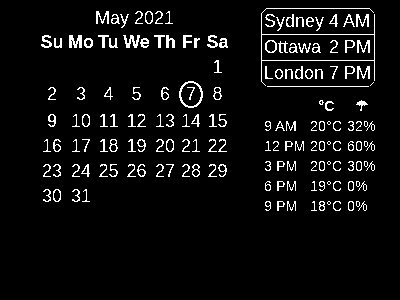 May 2021
Su Mo Tu We Th Fr Sa
1
2 3 4 5 6 7 8
9 10 11 12 13 14 15
16 17 18 19 20 21 22
23 24 25 26 27 28 29
30 31
Sydney 4 AM
Ottawa 2 PM
London 7 PM
°C ☂
9 AM 20°C 32%
12 PM 20°C 60%
3 PM 20°C 30%
6 PM 19°C 0%
9 PM 18°C 0%